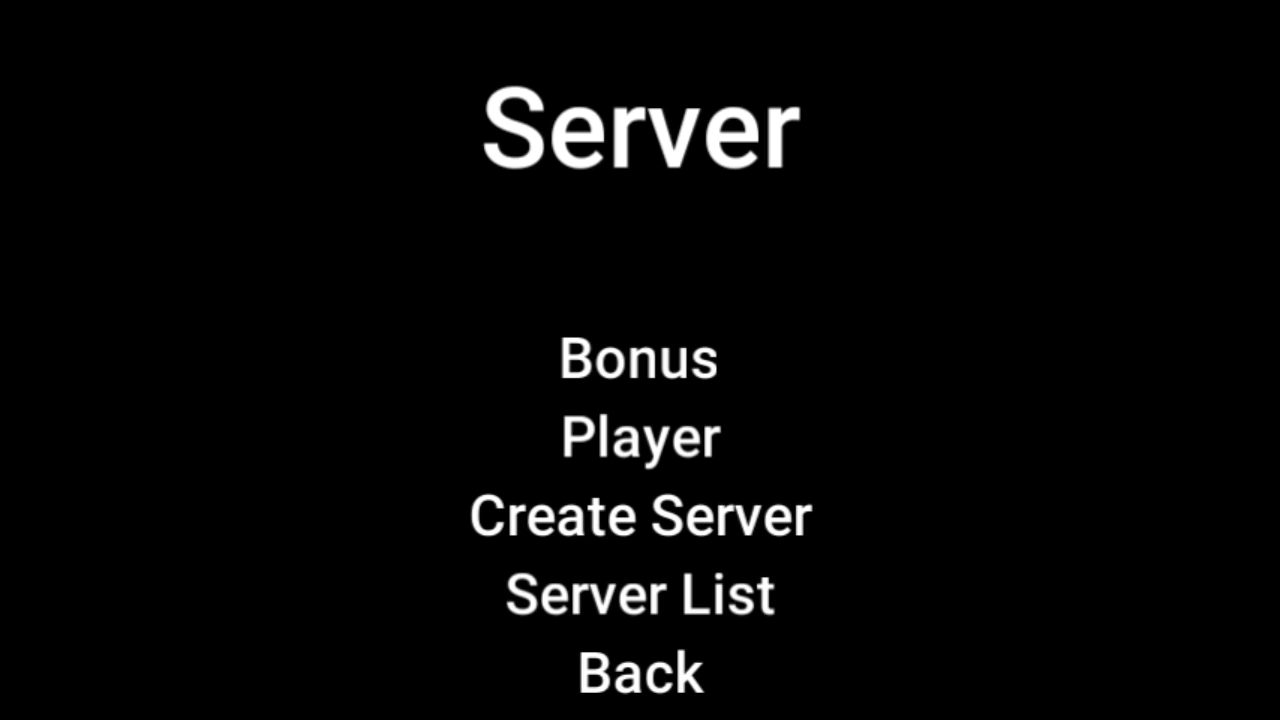 Server
Bonus
Player
Create Server
Server List
Back